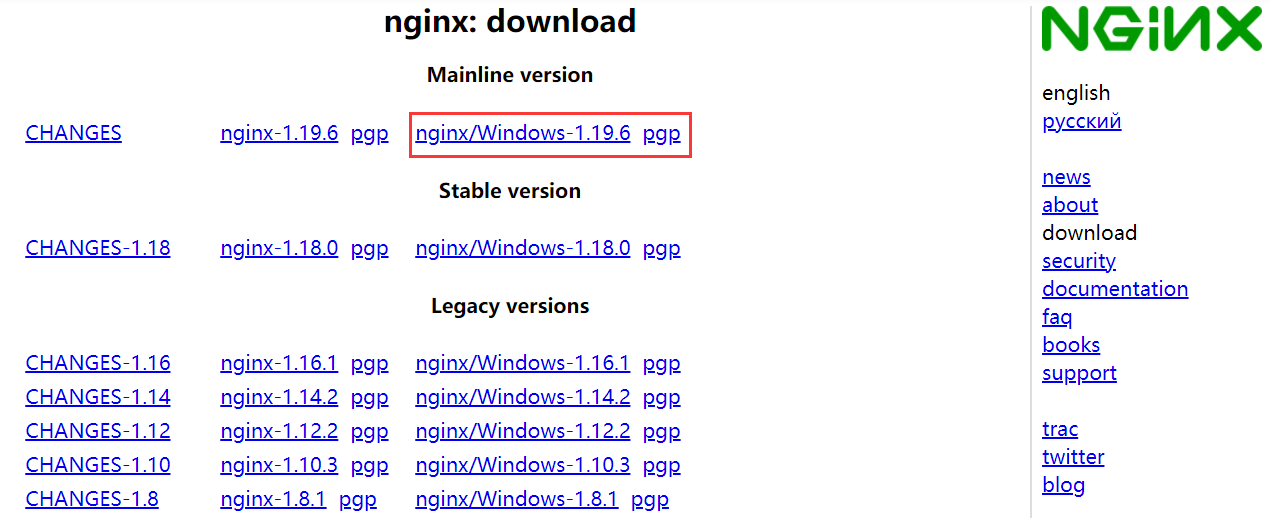 nginx: download
Mainline version
CHANGES nginx-1.19.6 pgp nginx/Windows-1.19.6 pgp
Stable version
CHANGES-1.18 nginx-1.18.0 pgp nginx/Windows-1.18.0 pgp
Legacy versions
CHANGES-1.16 nginx-1.16.1 pgp nginx/Windows-1.16.1 pgp
CHANGES-1.14 nginx-1.14.2 pgp nginx/Windows-1.14.2 pgp
CHANGES-1.12 nginx-1.12.2 pgp nginx/Windows-1.12.2 pgp
CHANGES-1.10 nginx-1.10.3 pgp nginx/Windows-1.10.3 pgp
CHANGES-1.8 nginx-1.8.1 pgp nginx/Windows-1.8.1 pgp
NGiNX
english
русский
news
about
download
security
documentation
faq
books
support
trac
twitter
blog